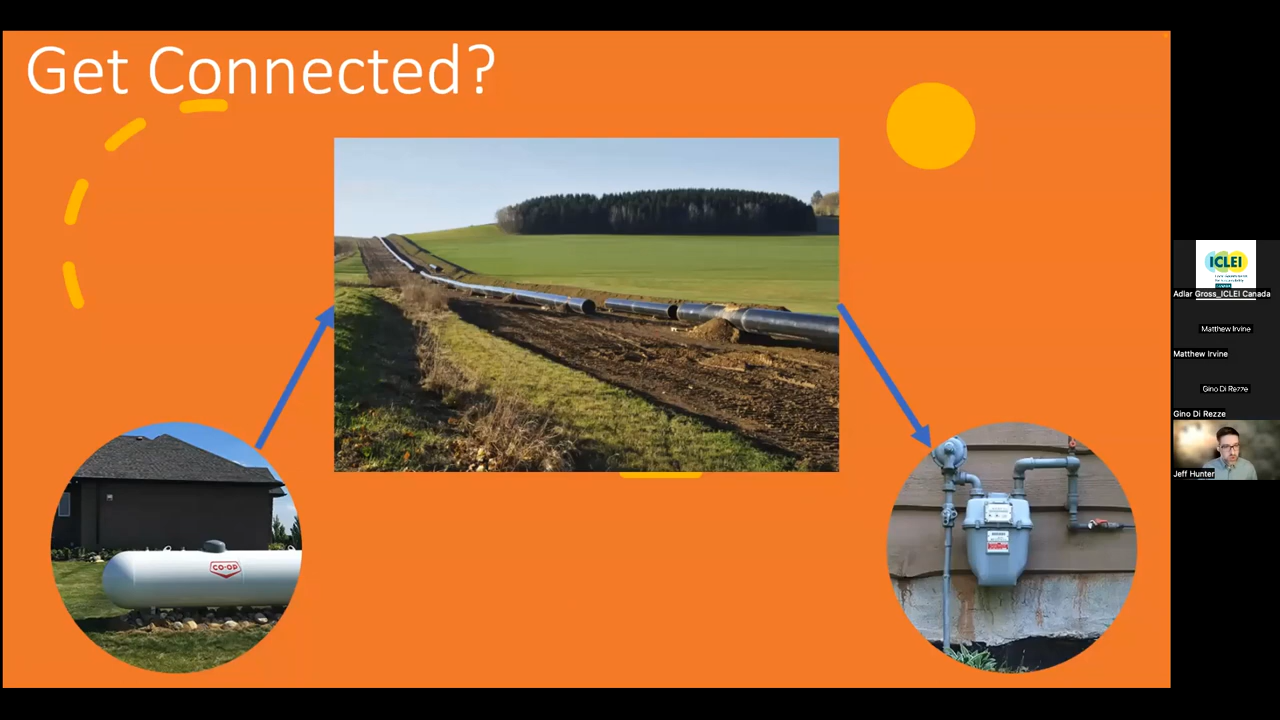 Get Connected?
CO-OP
ICLEI
CANADA
Adlar Gross_ICLEI Canada
Matthew Irvine
Matthew Irvine
Gino Di Rezze
Gino Di Rezze
Jeff Hunter